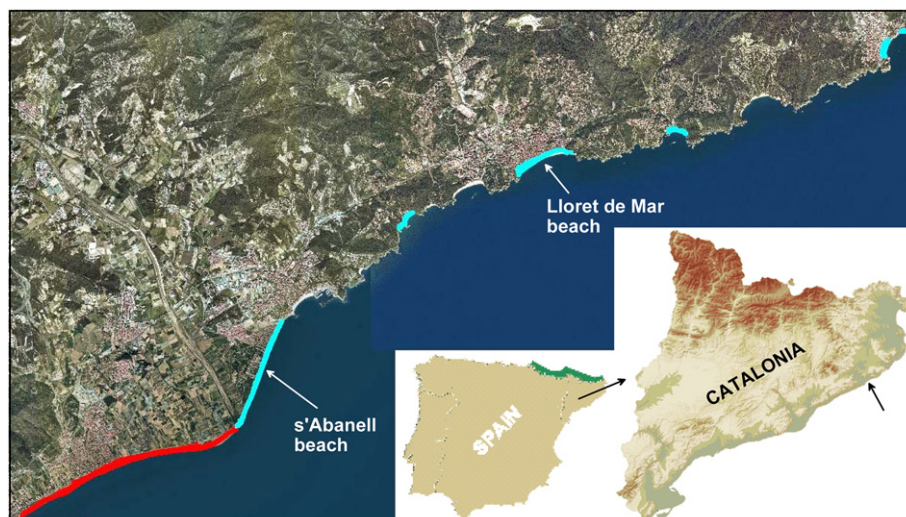 Lloret de Mar
beach
s'Abanell
beach
SPAIN
CATALONIA